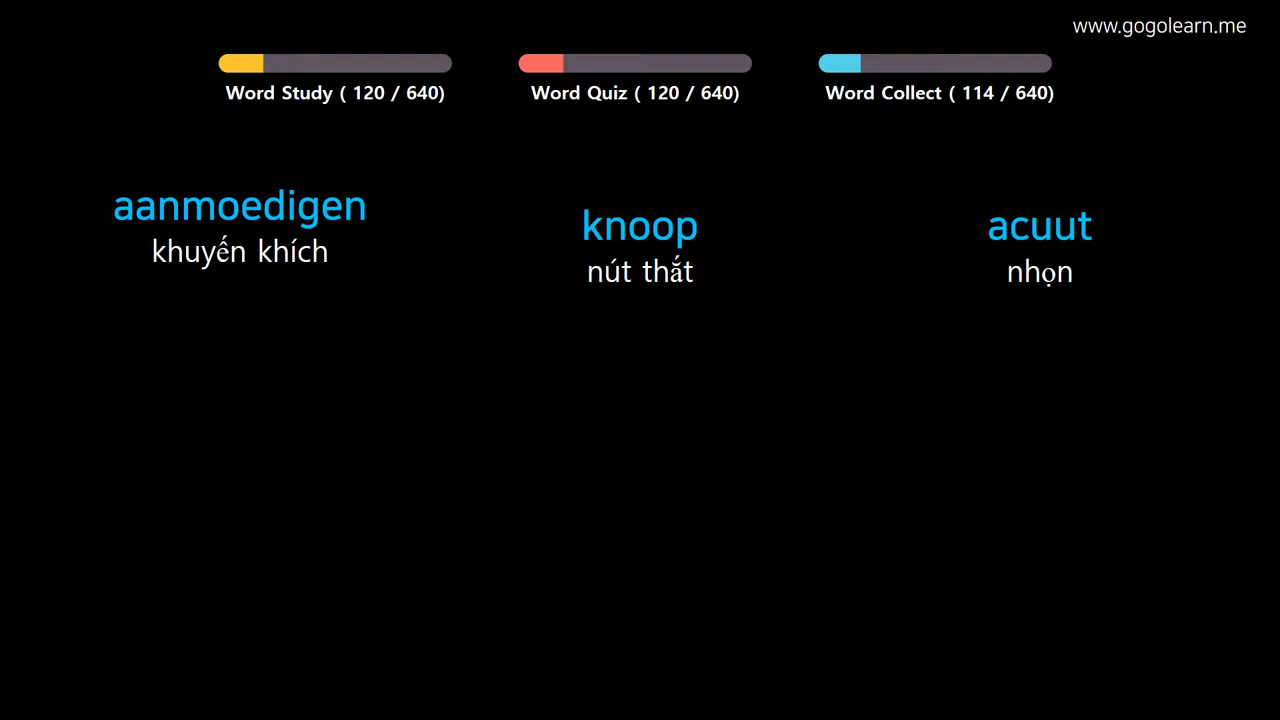 www.gogolearn.me
Word Study ( 120 / 640)
Word Quiz ( 120 / 640)
Word Collect ( 114 / 640)
aanmoedigen
khuyến khích
knoop
nút thắt
acuut
nhọn